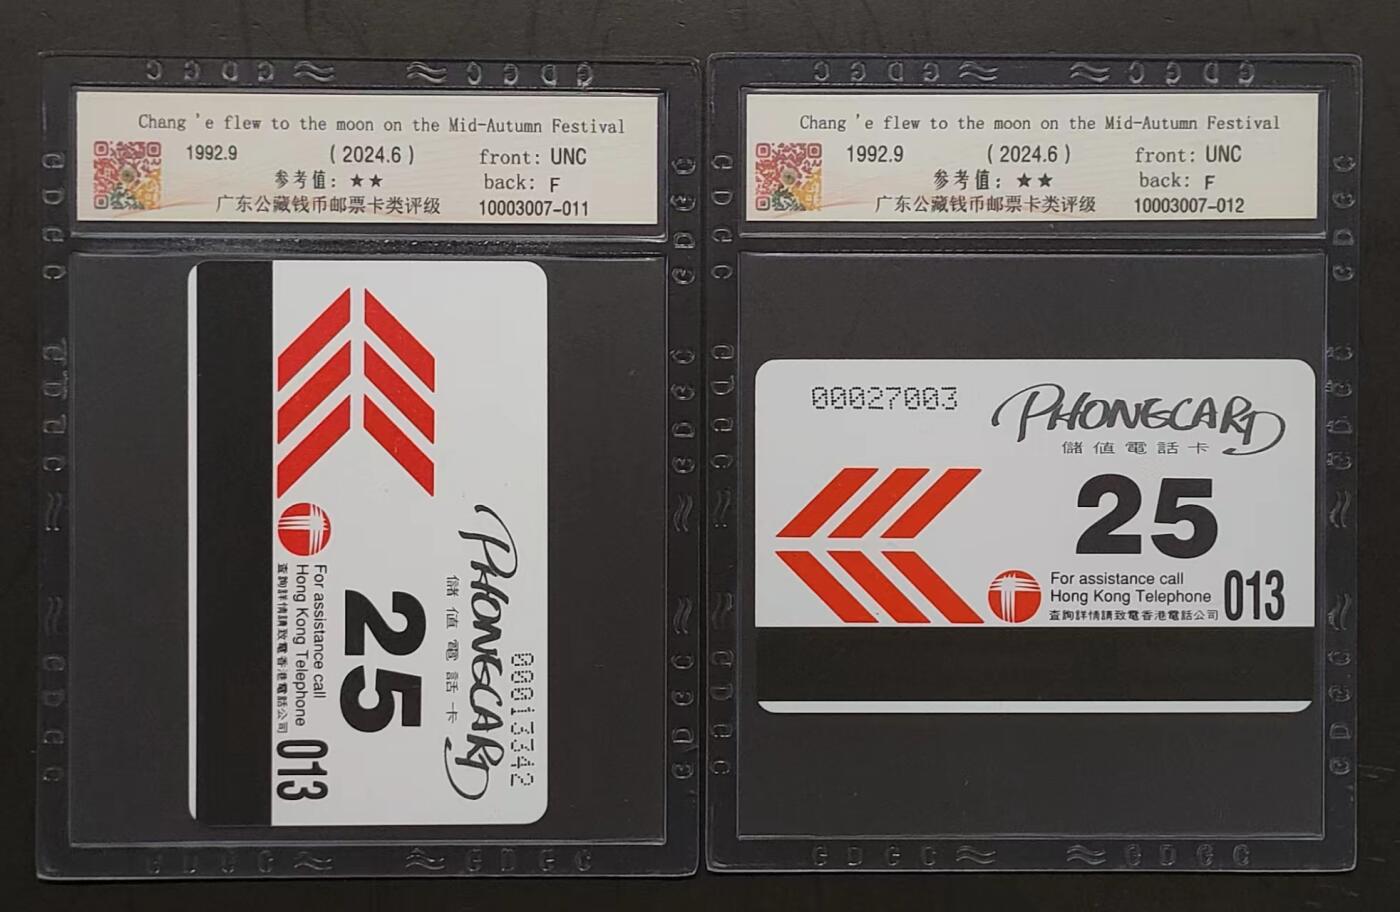 Chang 'e flew to the moon on the Mid-Autumn Festival
1992.9 (2024.6) front: UNC
参考值：★★ back: F
广东公藏钱币邮票卡类评级 10003007-011
00013342
PHONECARD
儲值電話卡
25
For assistance call
Hong Kong Telephone
查詢詳情請致電香港電話公司
013
Chang 'e flew to the moon on the Mid-Autumn Festival
1992.9 (2024.6) front: UNC
参考值：★★ back: F
广东公藏钱币邮票卡类评级 10003007-012
00027003
PHONECARD
儲值電話卡
25
For assistance call
Hong Kong Telephone
查詢詳情請致電香港電話公司
013